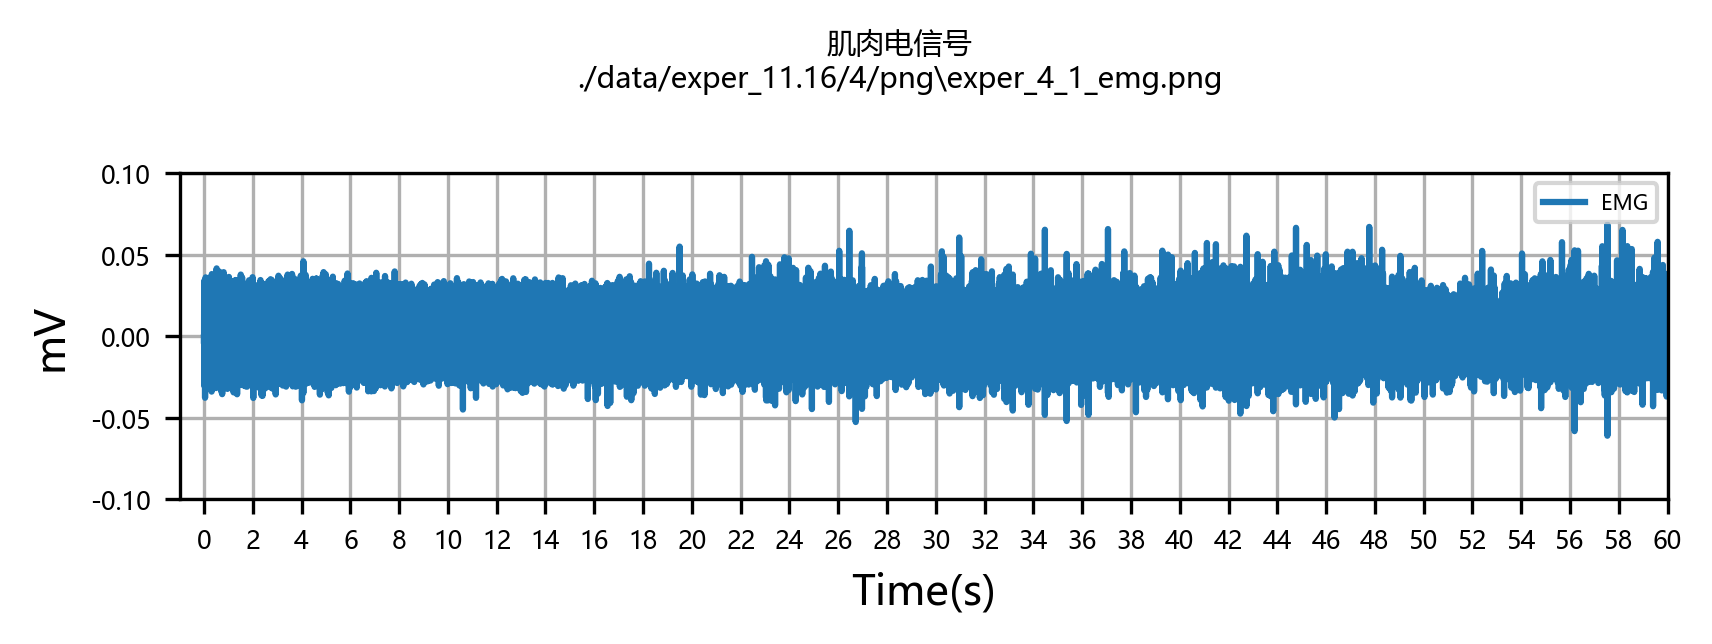 肌肉电信号
./data/exper_11.16/4/png\exper_4_1_emg.png
0.10
0.05
0.00
-0.05
-0.10
mV
EMG
0 2 4 6 8 10 12 14 16 18 20 22 24 26 28 30 32 34 36 38 40 42 44 46 48 50 52 54 56 58 60
Time(s)